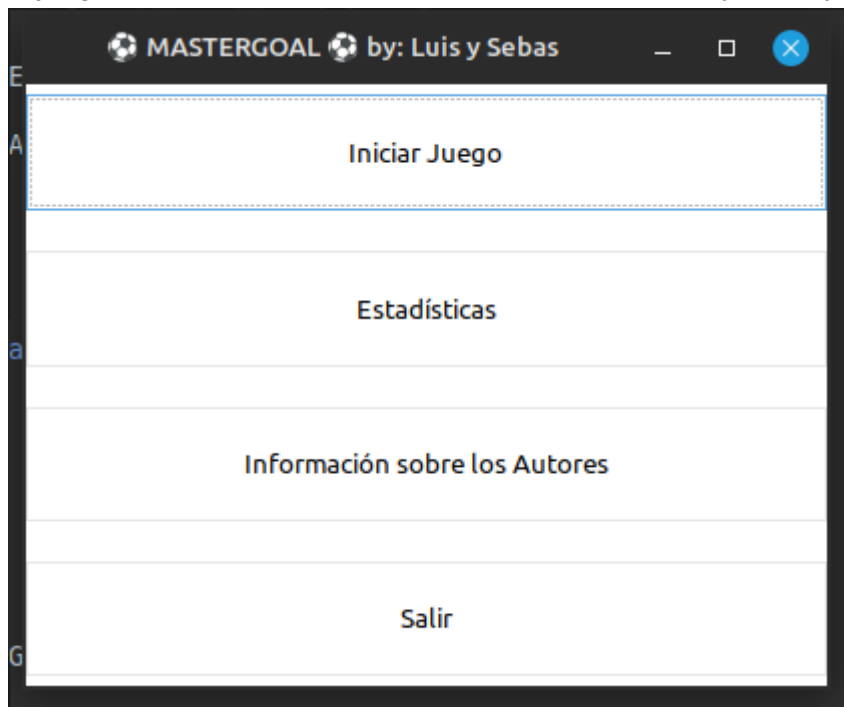 ⚽ MASTERGOAL ⚽ by: Luis y Sebas
E
A
Iniciar Juego
Estadísticas
a
Información sobre los Autores
Salir
G